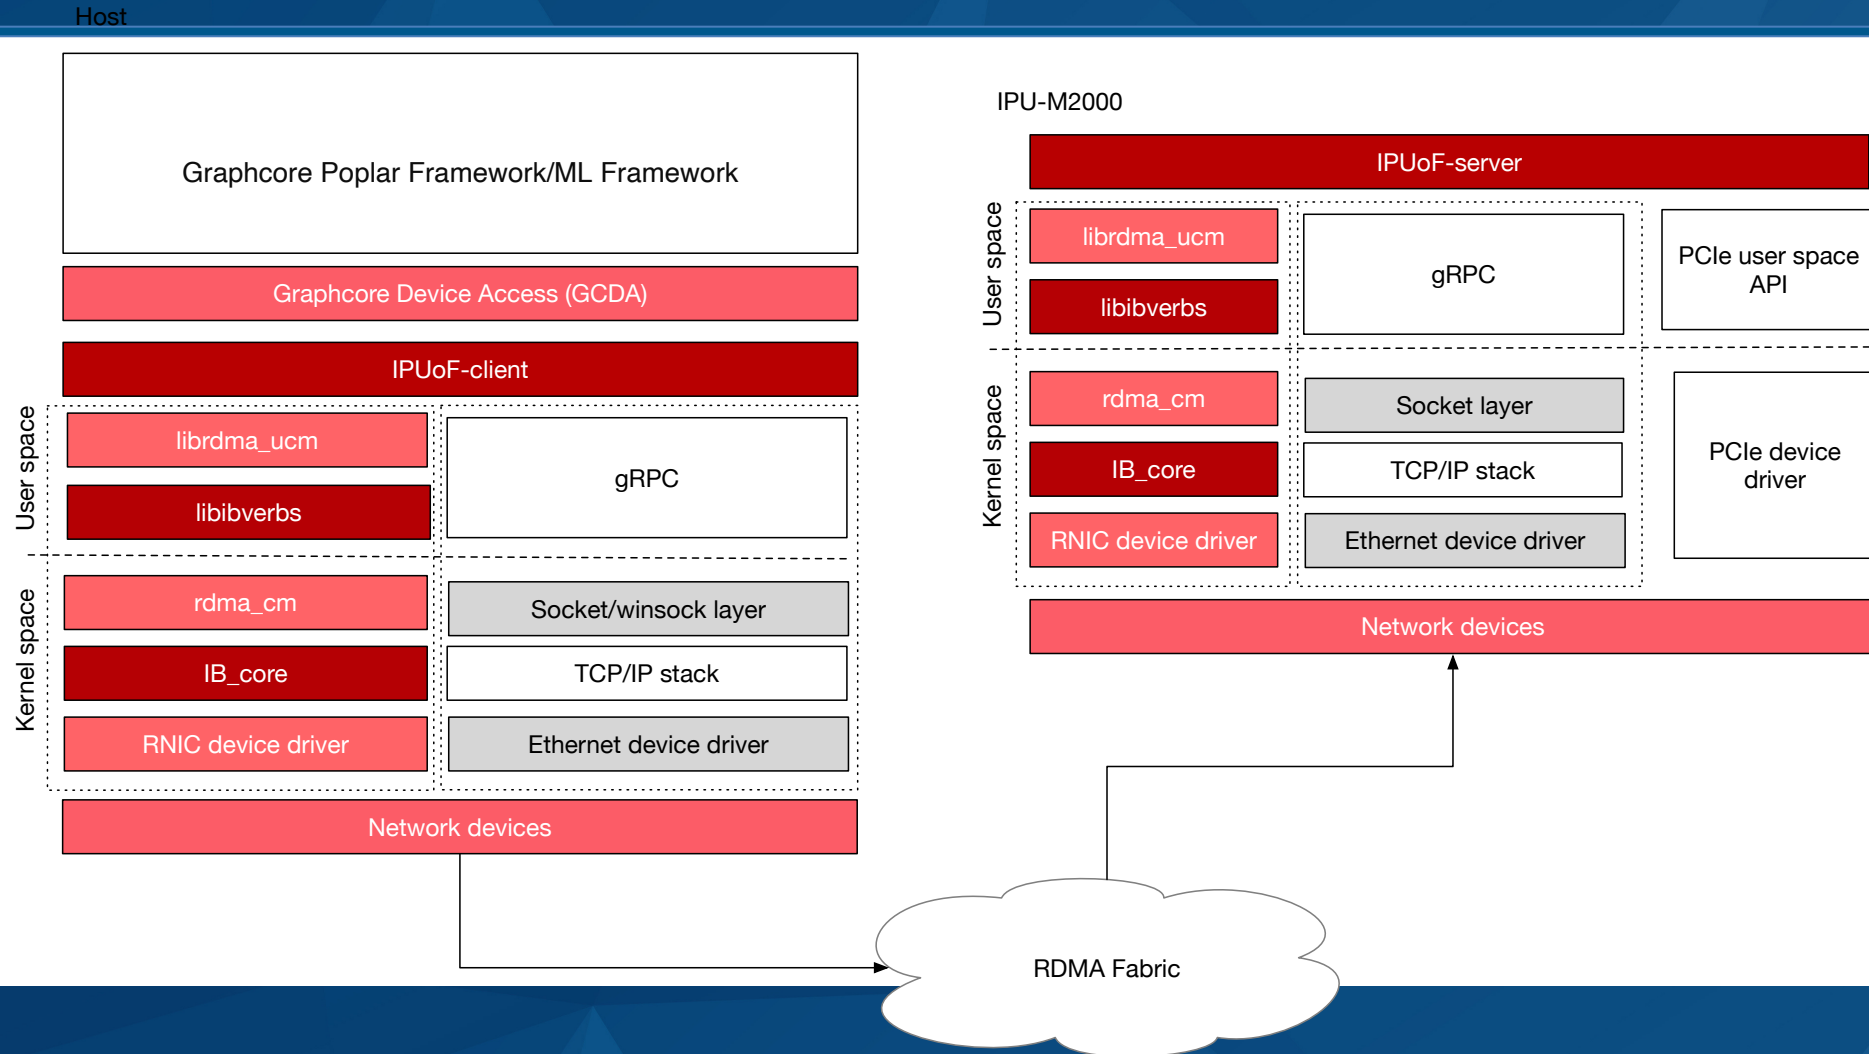 Host
Graphcore Poplar Framework/ML Framework
Graphcore Device Access (GCDA)
IPUoF-client
User space
librdma_ucm
libibverbs
gRPC
Kernel space
rdma_cm
IB_core
RNIC device driver
Socket/winsock layer
TCP/IP stack
Ethernet device driver
Network devices
IPU-M2000
IPUoF-server
User space
librdma_ucm
libibverbs
gRPC
PCIe user space
API
Kernel space
rdma_cm
IB_core
RNIC device driver
Socket layer
TCP/IP stack
Ethernet device driver
PCIe device
driver
Network devices
RDMA Fabric